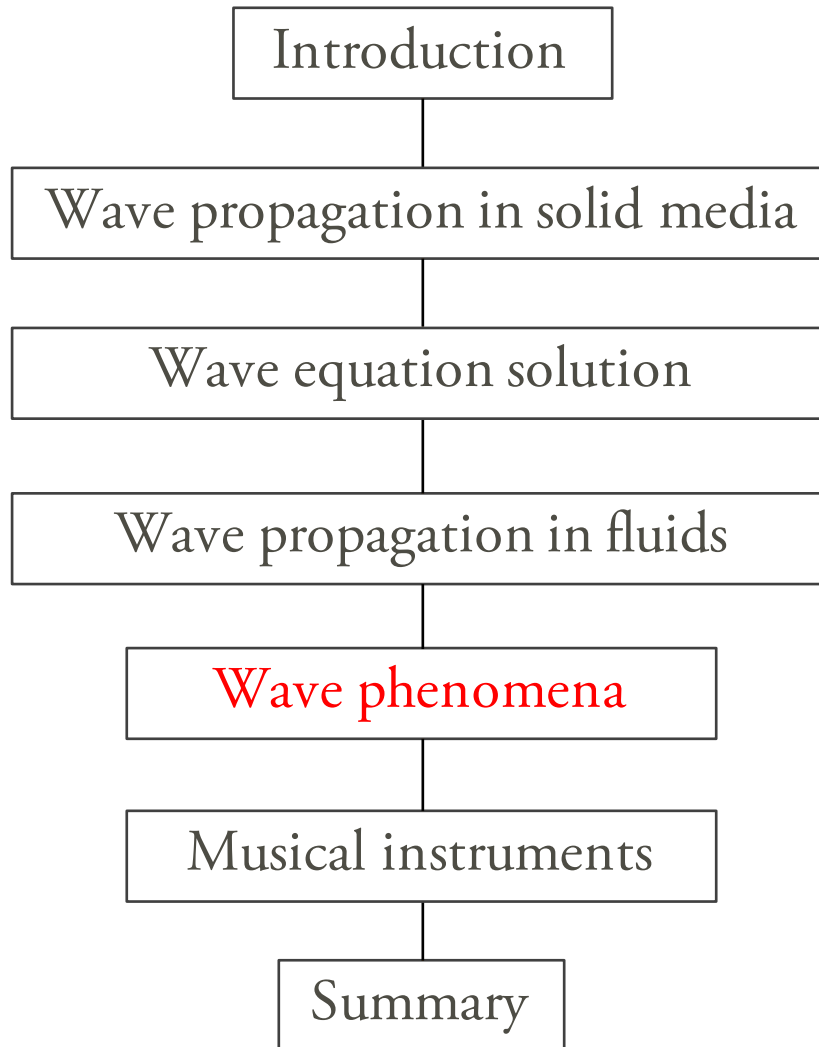 Introduction
Wave propagation in solid media
Wave equation solution
Wave propagation in fluids
Wave phenomena
Musical instruments
Summary